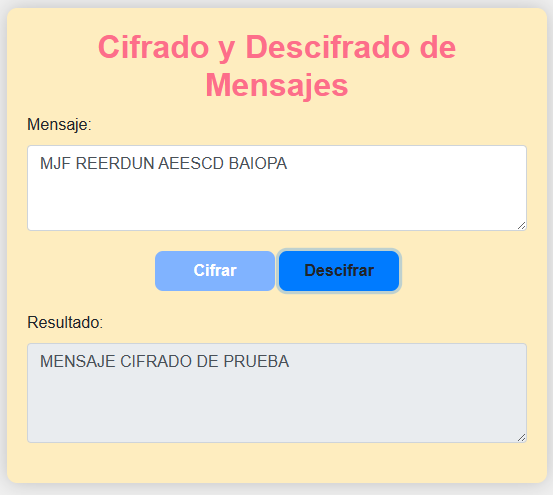 Cifrado y Descifrado de
Mensajes
Mensaje:
MJF REERDUN AEESCD BAIOPA
Cifrar
Descifrar
Resultado:
MENSAJE CIFRADO DE PRUEBA